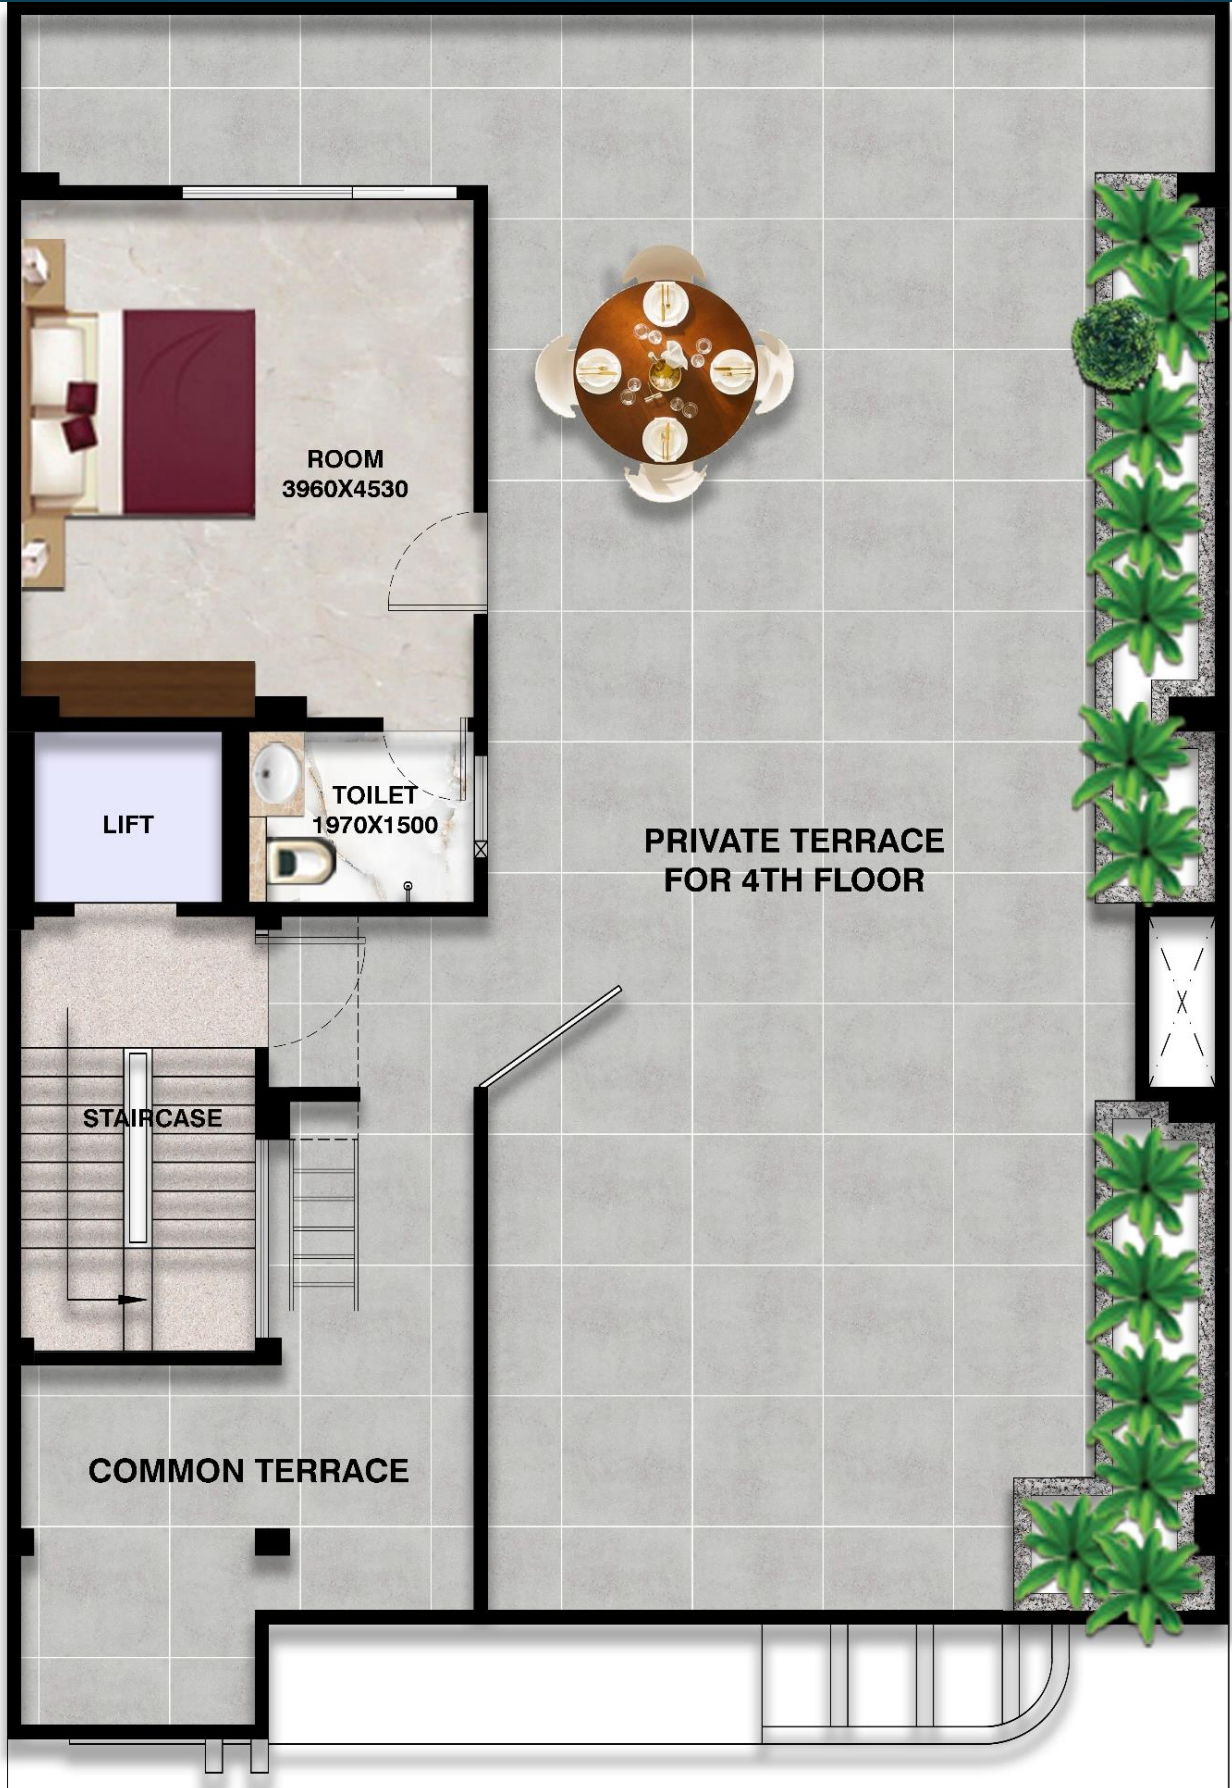 ROOM
3960X4530
LIFT
TOILET
1970X1500
PRIVATE TERRACE
FOR 4TH FLOOR
STAIRCASE
COMMON TERRACE